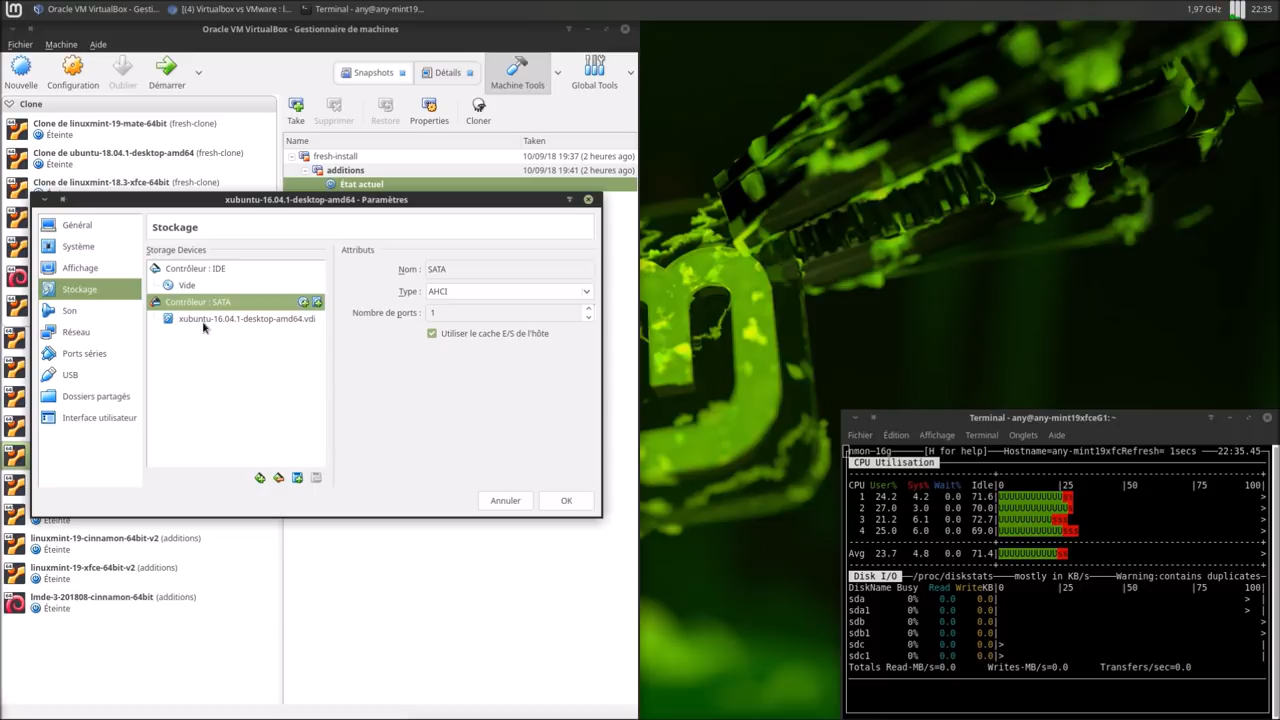 Oracle VM VirtualBox - Gesti...
[(4) Virtualbox vs VMware : l...
Terminal - any@any-mint19...
1,97 GHz
22:35
Oracle VM VirtualBox - Gestionnaire de machines
Fichier Machine Aide
Nouvelle Configuration Oublier Démarrer
Snapshots Détails
Machine Tools Global Tools
Clone
Clone de linuxmint-19-mate-64bit (fresh-clone)
Éteinte
Clone de ubuntu-18.04.1-desktop-amd64 (fresh-clone)
Éteinte
Clone de linuxmint-18.3-xfce-64bit (fresh-clone)
Take Supprimer Restore Properties Cloner
Name Taken
fresh-install 10/09/18 19:37 (2 heures ago)
additions 10/09/18 19:41 (2 heures ago)
État actuel
xubuntu-16.04.1-desktop-amd64 - Paramètres
Général
Système
Affichage
Stockage
Son
Réseau
Ports séries
USB
Dossiers partagés
Interface utilisateur
Stockage
Storage Devices
Contrôleur : IDE
Vide
Contrôleur : SATA
xubuntu-16.04.1-desktop-amd64.vdi
Attributs
Nom : SATA
Type : AHCI
Nombre de ports : 1
Utiliser le cache E/S de l'hôte
Annuler OK
Éteinte
linuxmint-19-cinnamon-64bit-v2 (additions)
Éteinte
linuxmint-19-xfce-64bit-v2 (additions)
Éteinte
lmde-3-201808-cinnamon-64bit (additions)
Éteinte
Terminal - any@any-mint19xfceG1: ~
Fichier Édition Affichage Terminal Onglets Aide
nmon-16g [H for help] Hostname=any-mint19xfcRefresh= 1secs 22:35.45
CPU Utilisation
CPU User% Sys% Wait% Idle|0 |25 |50 |75 100|
1 24.2 4.2 0.0 71.6|UUUUUUUUUUUUss >
2 27.0 3.0 0.0 70.0|UUUUUUUUUUUUUs >
3 21.2 6.1 0.0 72.7|UUUUUUUUUUsss >
4 25.0 6.0 0.0 69.0|UUUUUUUUUUUUsss >
Avg 23.7 4.8 0.0 71.4|UUUUUUUUUUUss >
Disk I/O /proc/diskstats mostly in KB/s Warning:contains duplicates
DiskName Busy Read WriteKB|0 |25 |50 |75 100|
sda 0% 0.0 0.0| >
sda1 0% 0.0 0.0| >
sdb 0% 0.0 0.0| >
sdb1 0% 0.0 0.0| >
sdc 0% 0.0 0.0|>
sdc1 0% 0.0 0.0|>
Totals Read-MB/s=0.0 Writes-MB/s=0.0 Transfers/sec=0.0